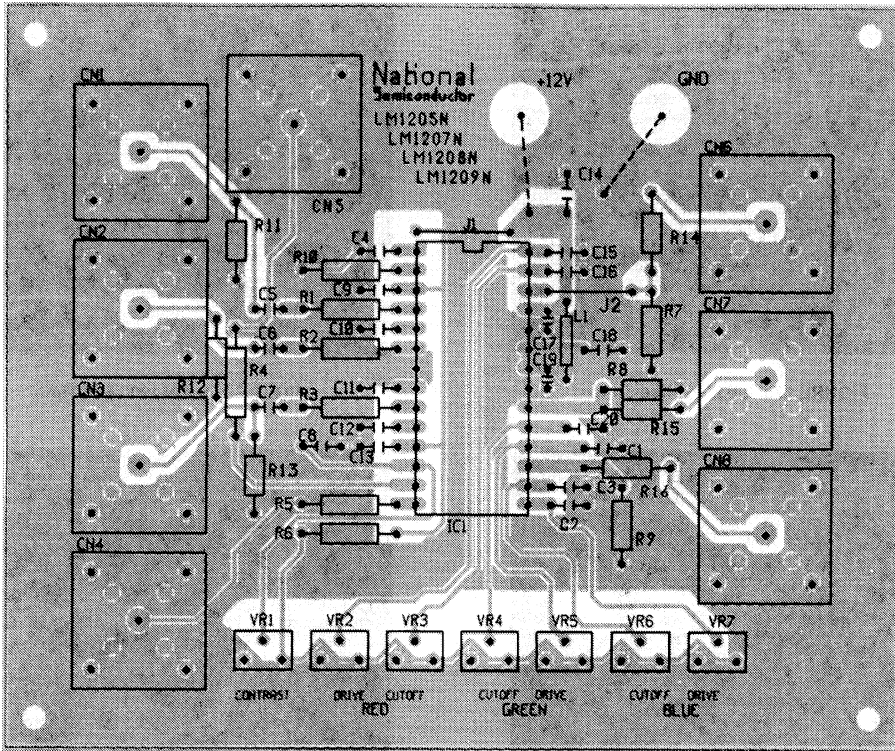 CN1
National
Semiconductor
+12V
GND
LM1205N
LM1207N
LM1208N
LM1209N
C14
CN6
CN5
R11
J1
R14
CN2
C4
C15
R10
C16
C9
C5
R1
J2
R7
CN7
L1
C10
C6
R2
C17
C18
C19
R4
R8
R12
CN3
C11
C7
R3
C20
R15
C12
C8
C13
C1
CN8
R13
C3
R16
R5
C2
IC1
R6
R9
CN4
VR1 VR2 VR3 VR4 VR5 VR6 VR7
CONTRAST DRIVE CUTOFF CUTOFF DRIVE CUTOFF DRIVE
RED GREEN BLUE